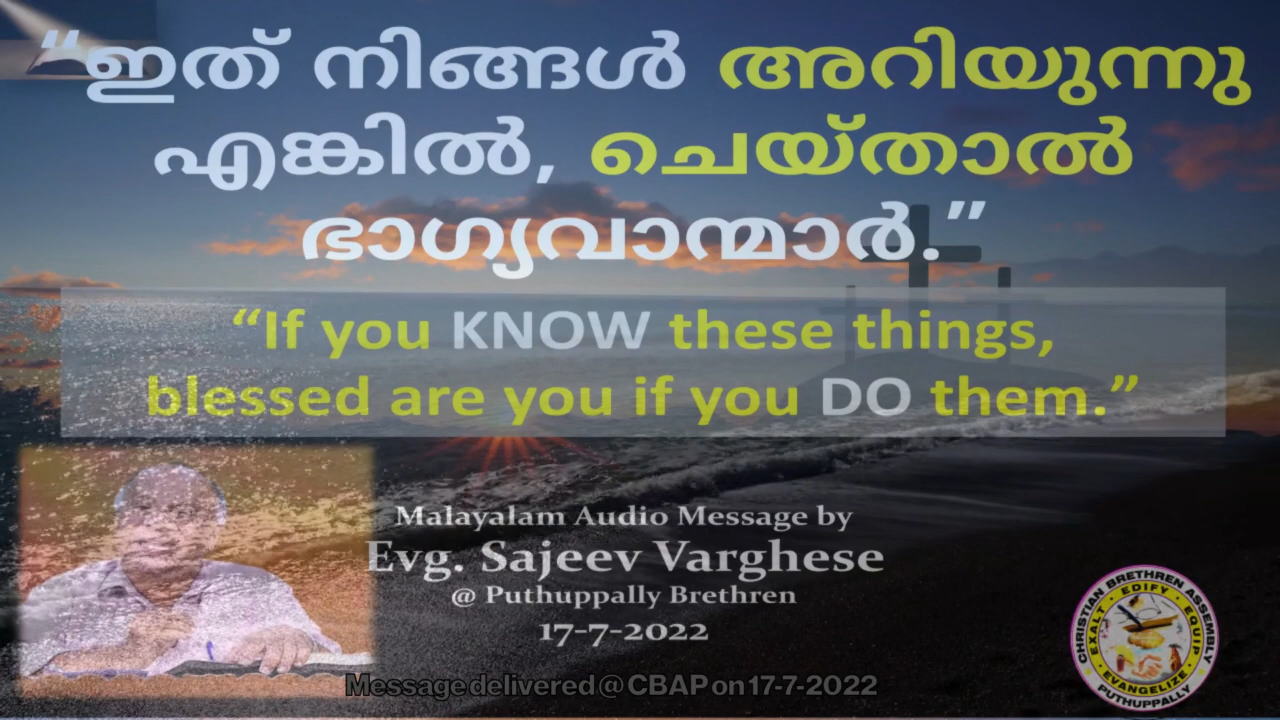 “ഇത് നിങ്ങൾ അറിയുന്നു
എങ്കിൽ, ചെയ്താൽ
ഭാഗ്യവാന്മാർ.”
“If you KNOW these things,
blessed are you if you DO them.”
Malayalam Audio Message by
Evg. Sajeev Varghese
@ Puthuppally Brethren
17-7-2022
Message delivered @ CBAP on 17-7-2022
CHRISTIAN BRETHREN ASSEMBLY
EXALT • EDIFY • EQUIP
EVANGELIZE
PUTHUPPALLY